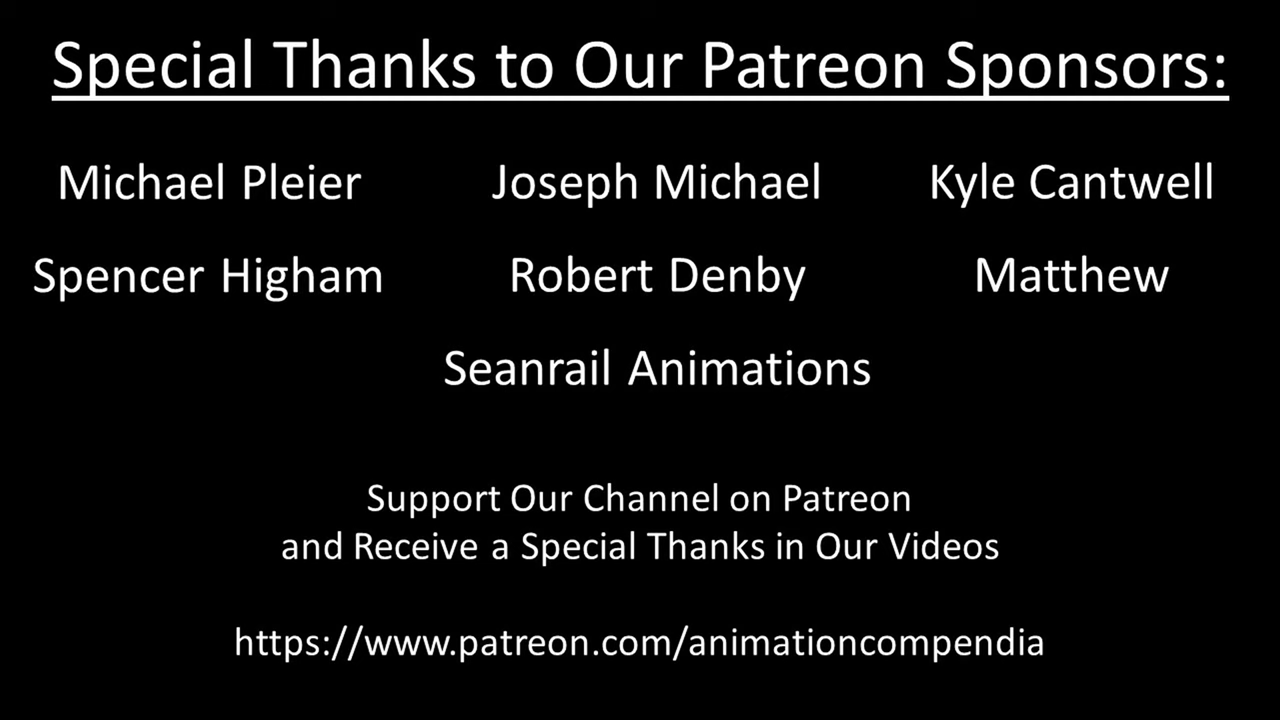 Special Thanks to Our Patreon Sponsors:
Michael Pleier Joseph Michael Kyle Cantwell
Spencer Higham Robert Denby Matthew
Seanrail Animations
Support Our Channel on Patreon
and Receive a Special Thanks in Our Videos
https://www.patreon.com/animationcompendia